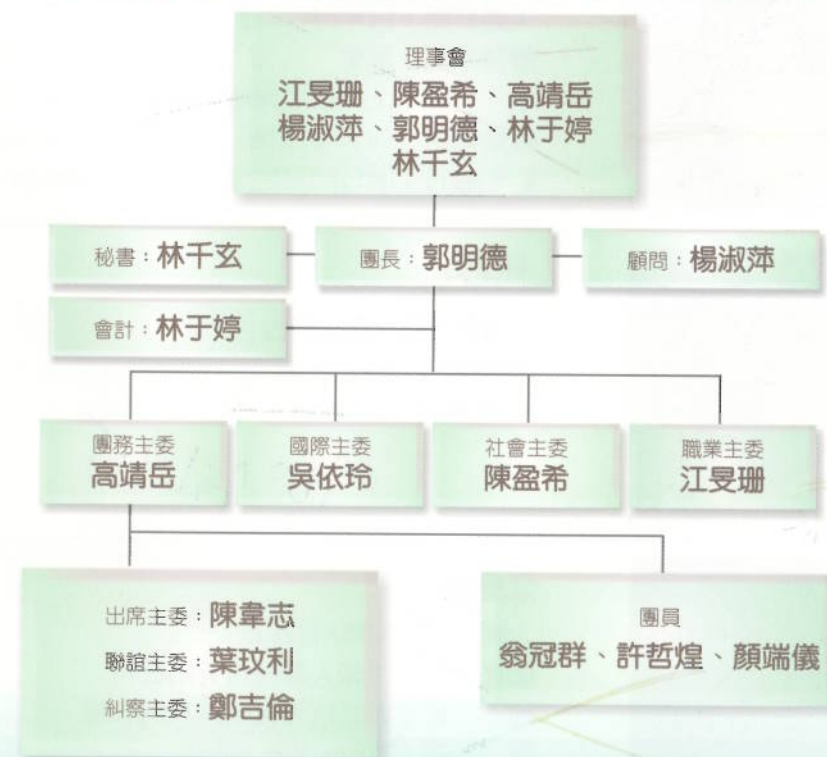 理事會
江旻珊、陳盈希、高靖岳
楊淑萍、郭明德、林于婷
林千玄
秘書：林千玄
團長：郭明德
顧問：楊淑萍
會計：林于婷
團務主委
高靖岳
國際主委
吳依玲
社會主委
陳盈希
職業主委
江旻珊
出席主委：陳韋志
聯誼主委：葉玟利
糾察主委：鄭吉倫
團員
翁冠群、許哲煌、顏端儀